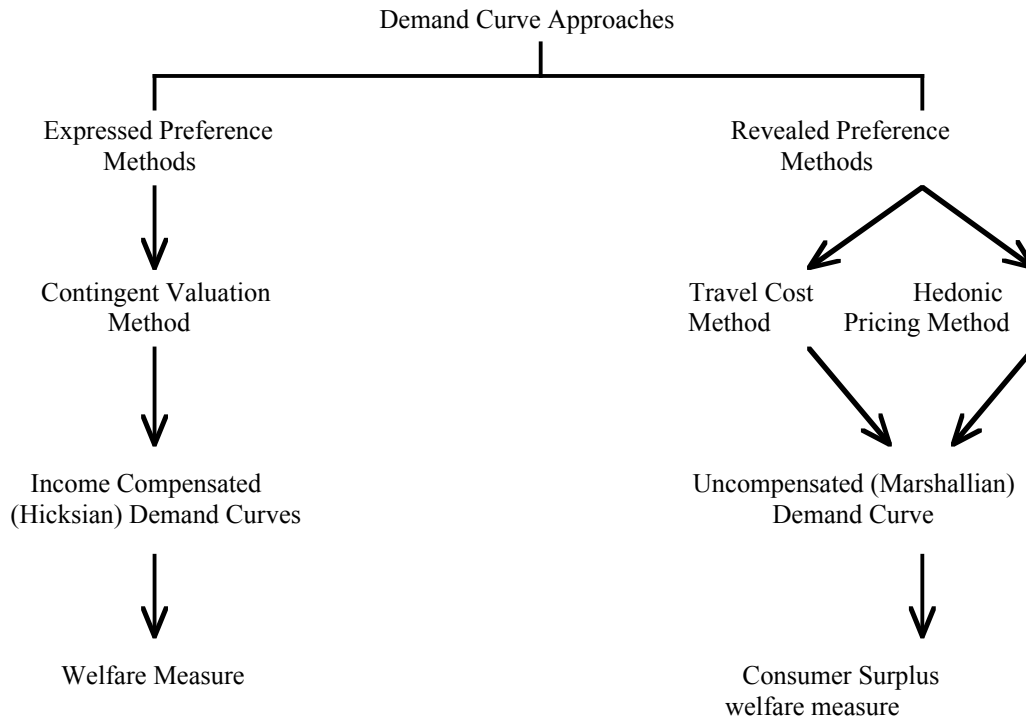 Demand Curve Approaches
Expressed Preference
Methods
Revealed Preference
Methods
Contingent Valuation
Method
Travel Cost
Method
Hedonic
Pricing Method
Income Compensated
(Hicksian) Demand Curves
Uncompensated (Marshallian)
Demand Curve
Welfare Measure
Consumer Surplus
welfare measure